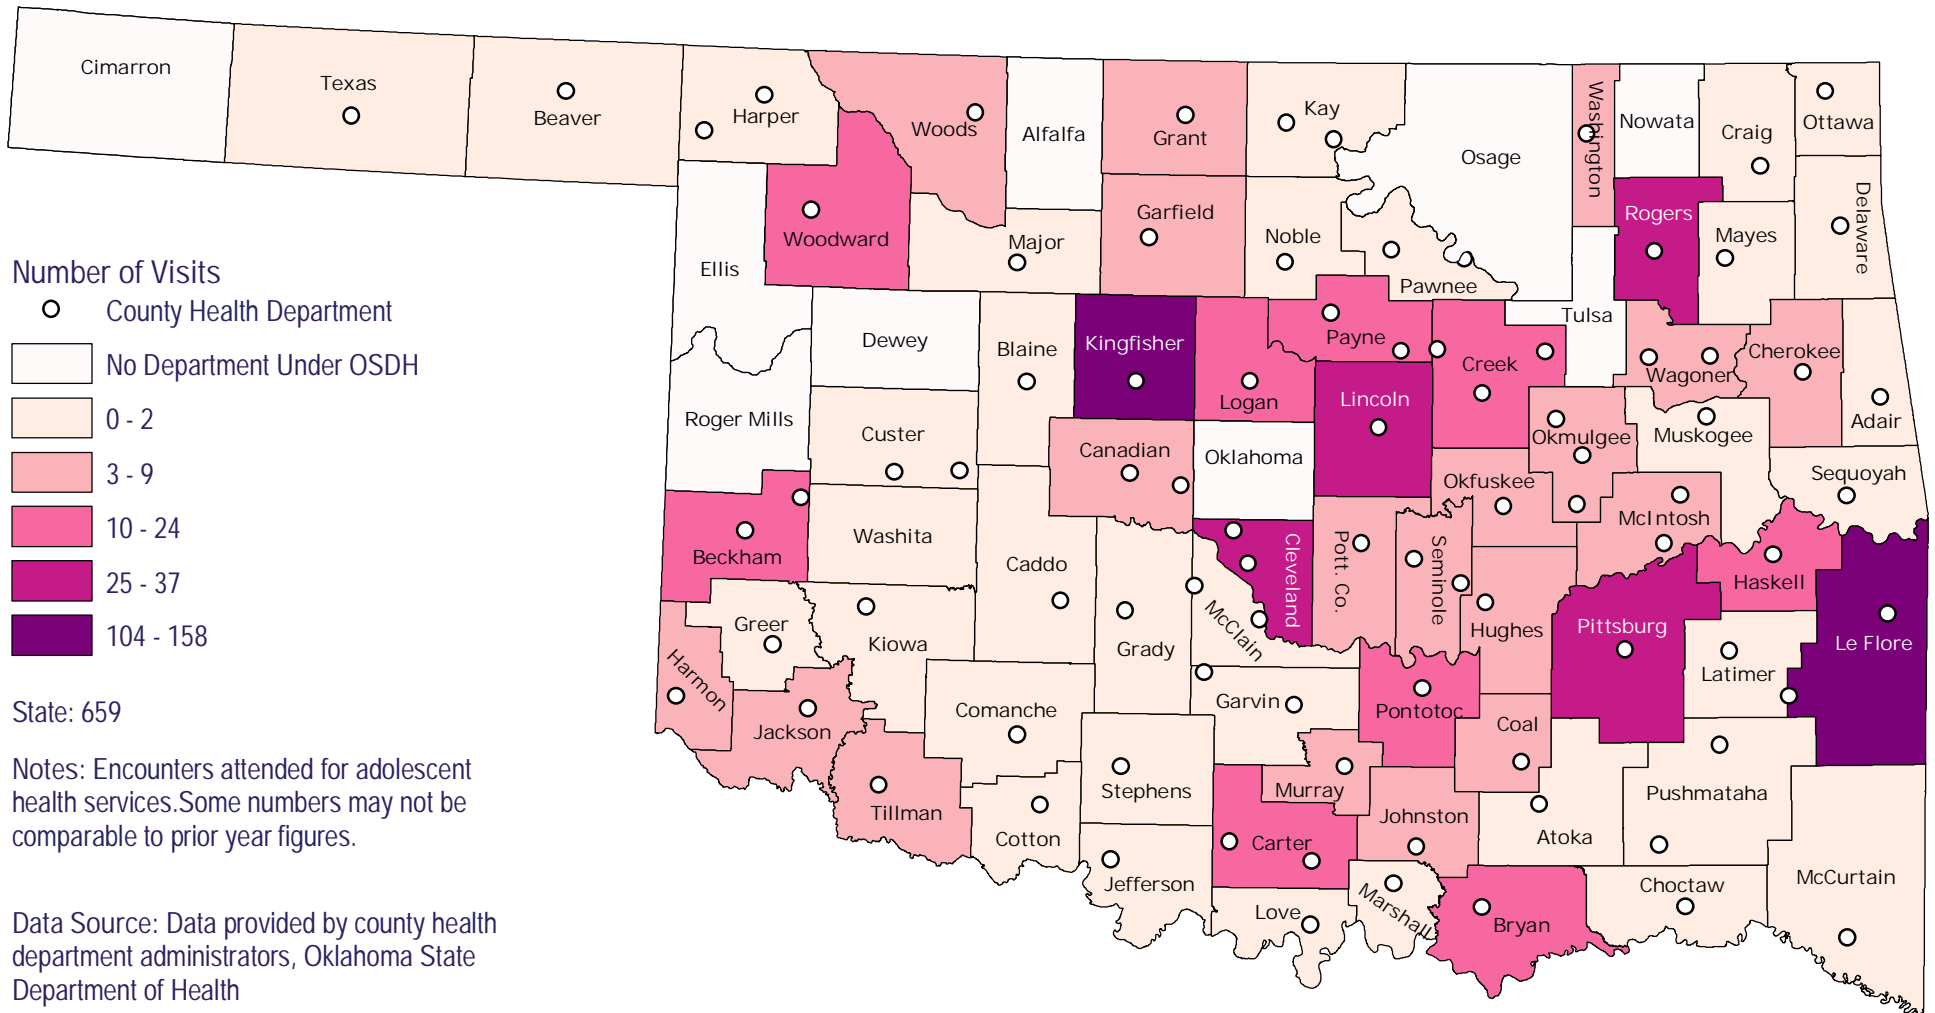 Cimarron
Texas
Beaver
Harper
Woods
Alfalfa
Grant
Kay
Osage
Washington
Nowata
Craig
Ottawa
Woodward
Ellis
Major
Garfield
Noble
Pawnee
Rogers
Mayes
Delaware
Number of Visits
County Health Department
No Department Under OSDH
0 - 2
3 - 9
10 - 24
25 - 37
104 - 158
State: 659
Notes: Encounters attended for adolescent
health services.Some numbers may not be
comparable to prior year figures.
Data Source: Data provided by county health
department administrators, Oklahoma State
Department of Health
Dewey
Blaine
Kingfisher
Logan
Payne
Creek
Tulsa
Wagoner
Cherokee
Adair
Roger Mills
Custer
Canadian
Oklahoma
Lincoln
Okmulgee
Muskogee
Sequoyah
Okfuskee
McIntosh
Beckham
Washita
Caddo
Grady
McClain
Cleveland
Pott. Co.
Seminole
Hughes
Pittsburg
Haskell
Latimer
Le Flore
Greer
Kiowa
Harmon
Jackson
Comanche
Garvin
Pontotoc
Coal
Tillman
Cotton
Stephens
Murray
Johnston
Atoka
Pushmataha
Carter
Jefferson
Love
Marshall
Bryan
Choctaw
McCurtain